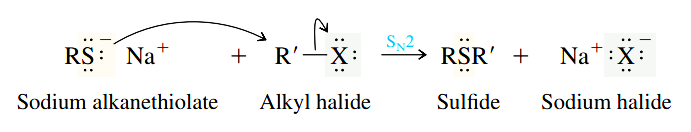 SN2
RS:⁻ Na⁺ + R′—X: → RSR′ + Na⁺ :X:⁻
Sodium alkanethiolate Alkyl halide Sulfide Sodium halide